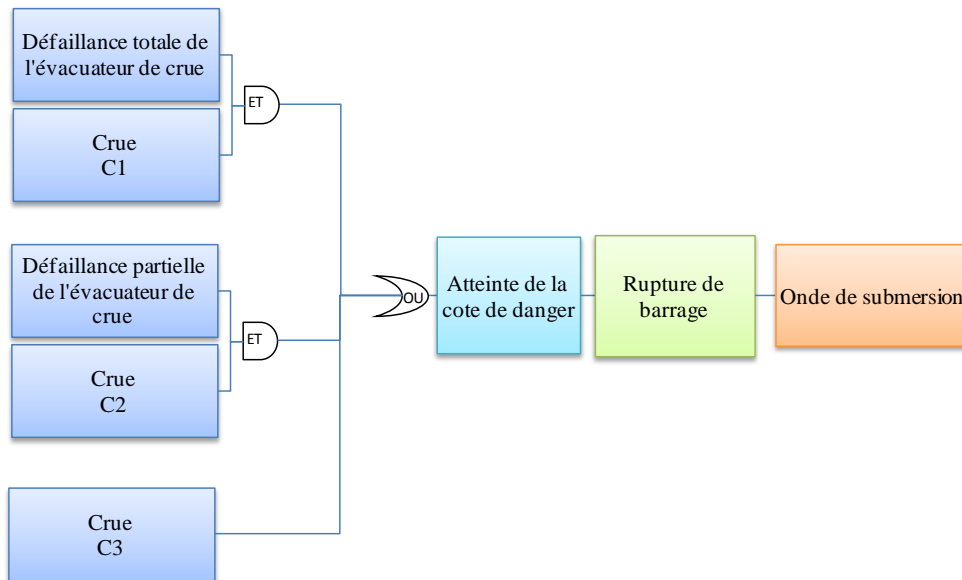 Défaillance totale de
l'évacuateur de crue
ET
Crue
C1
Défaillance partielle
de l'évacuateur de
crue
ET
Crue
C2
Crue
C3
OU
Atteinte de la
cote de danger
Rupture de
barrage
Onde de submersion